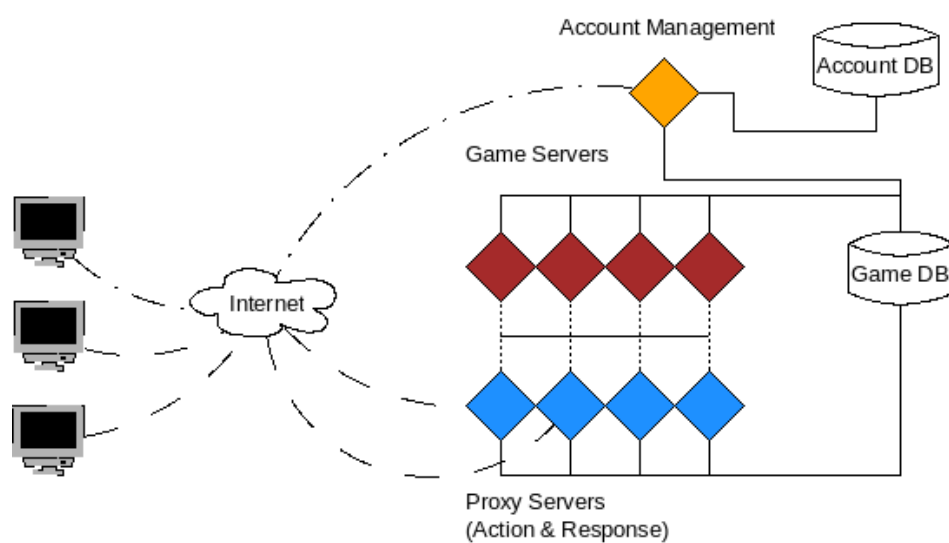 Account Management
Account DB
Game Servers
Internet
Game DB
Proxy Servers
(Action & Response)